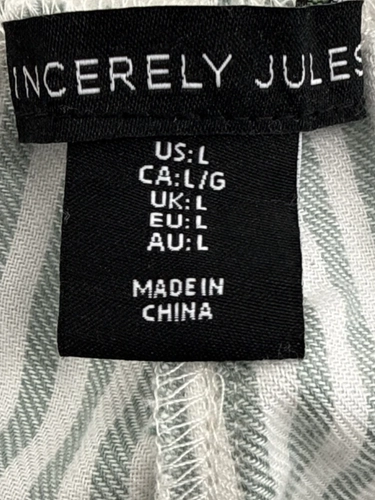 INCERELY JULES
US:L
CA:L/G
UK:L
EU:L
AU:L
MADE IN
CHINA